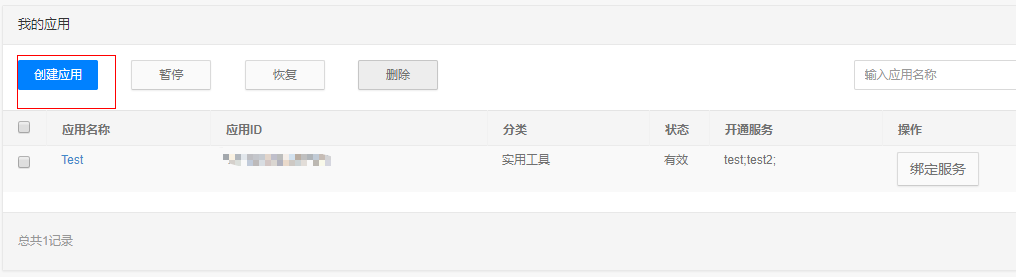 我的应用
创建应用 暂停 恢复 删除 输入应用名称
应用名称 应用ID 分类 状态 开通服务 操作
Test 实用工具 有效 test;test2; 绑定服务
总共1记录